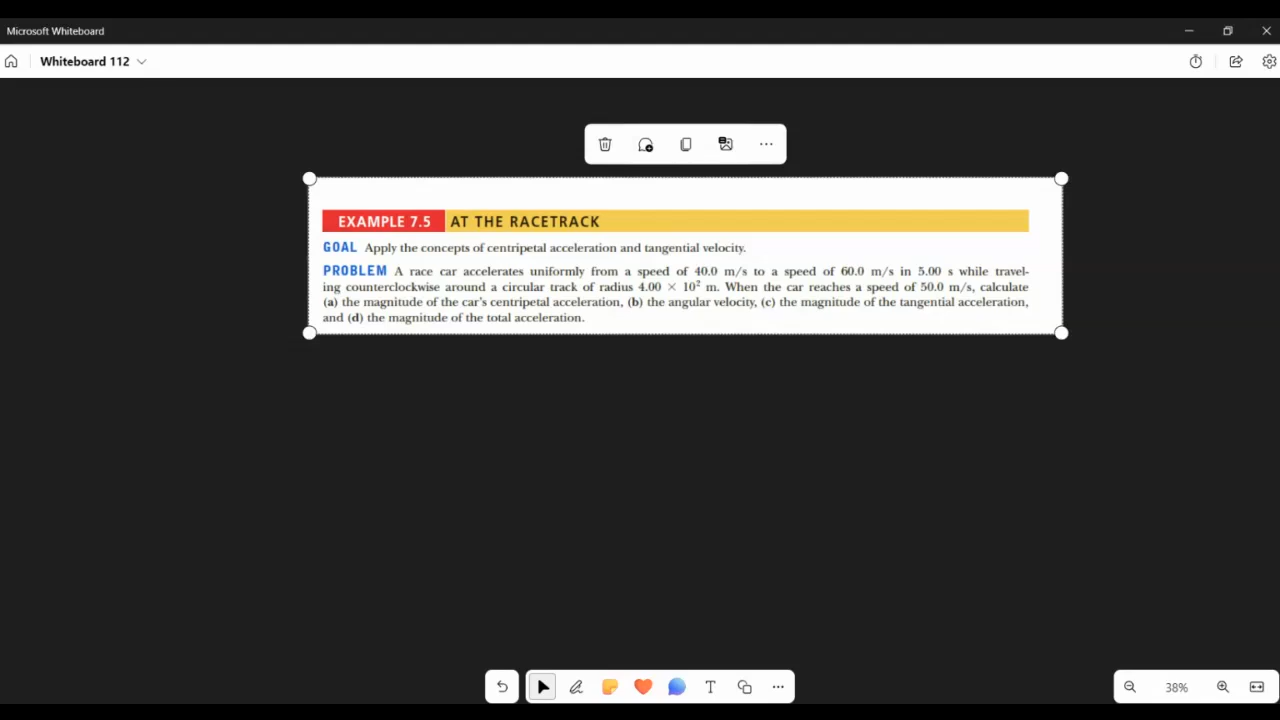 Microsoft Whiteboard
Whiteboard 112
EXAMPLE 7.5 AT THE RACETRACK
GOAL Apply the concepts of centripetal acceleration and tangential velocity.
PROBLEM A race car accelerates uniformly from a speed of 40.0 m/s to a speed of 60.0 m/s in 5.00 s while travel-
ing counterclockwise around a circular track of radius 4.00 × 10² m. When the car reaches a speed of 50.0 m/s, calculate
(a) the magnitude of the car's centripetal acceleration, (b) the angular velocity, (c) the magnitude of the tangential acceleration,
and (d) the magnitude of the total acceleration.
38%